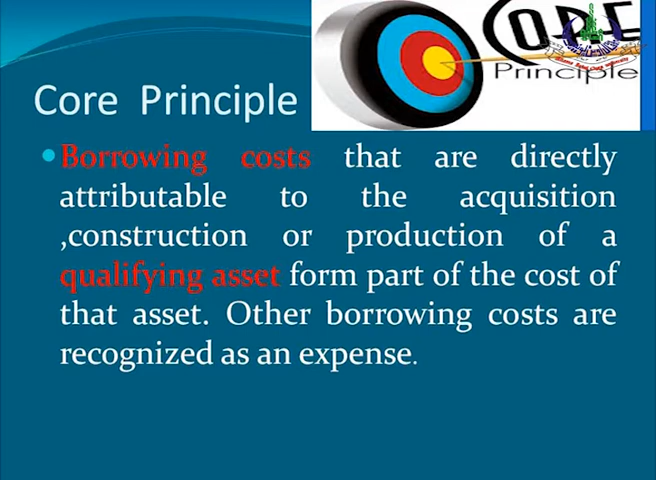 CORE
Principle
Core Principle
Borrowing costs that are directly
attributable to the acquisition
,construction or production of a
qualifying asset form part of the cost of
that asset. Other borrowing costs are
recognized as an expense.